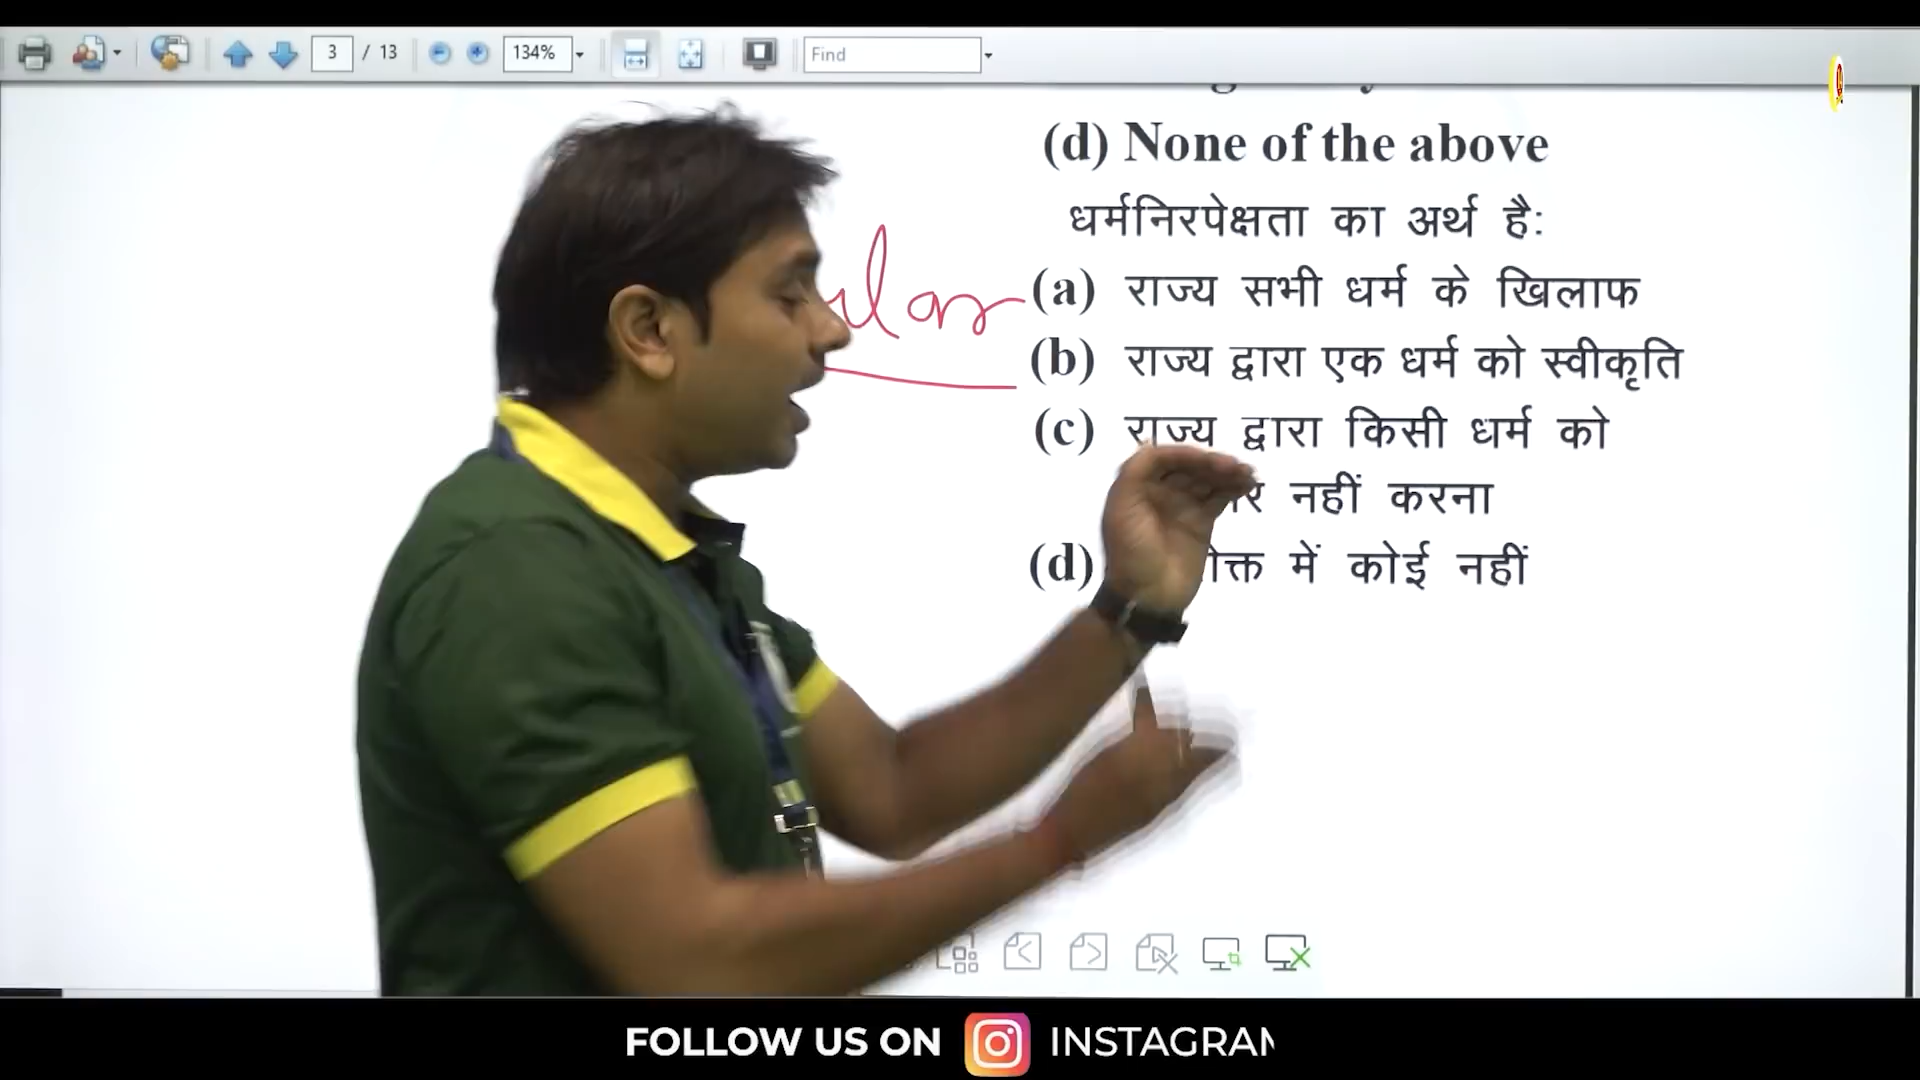 3 / 13 134% Find
(d) None of the above
धर्मनिरपेक्षता का अर्थ है:
(a) राज्य सभी धर्म के खिलाफ
(b) राज्य द्वारा एक धर्म को स्वीकृति
(c) राज्य द्वारा किसी धर्म को
नहीं करना
(d) में कोई नहीं
FOLLOW US ON INSTAGRAM